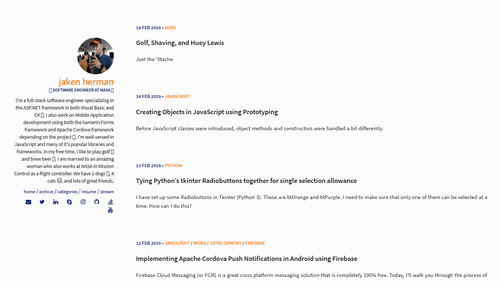 jaken herman
SOFTWARE ENGINEER AT NASA
I'm a full-stack software engineer specializing in
the ASP.NET framework in both Visual Basic and
C#. I also work on Mobile Application
development using both the Xamarin.Forms
framework and Apache Cordova framework
depending on the project. I'm well-versed in
JavaScript and many of it's popular libraries and
frameworks. In my free time, I like to play golf
and brew beer. I am married to an amazing
woman who also works at NASA in Mission
Control as a flight controller. We have 2 dogs, 4
cats, and lots of great friends.
home / archive / categories / resume / stream
18 FEB 2019 • BLOG
Golf, Shaving, and Huey Lewis
Just the 'Stache
14 FEB 2019 • JAVASCRIPT
Creating Objects in JavaScript using Prototyping
Before JavaScript classes were introduced, object methods and constructors were handled a bit differently.
13 FEB 2019 • PYTHON
Tying Python's tkinter Radiobuttons together for single selection allowance
I have set up some Radiobuttons in Tkinter (Python 3). These are btOrange and btPurple. I need to make sure that only one of them can be selected at a
time. How can I do this?
12 FEB 2019 • JAVASCRIPT / MOBILE DEVELOPMENT / FIREBASE
Implementing Apache Cordova Push Notifications in Android using Firebase
Firebase Cloud Messaging (or FCM) is a great cross platform messaging solution that is completely 100% free. Today, I'll walk you through the process of